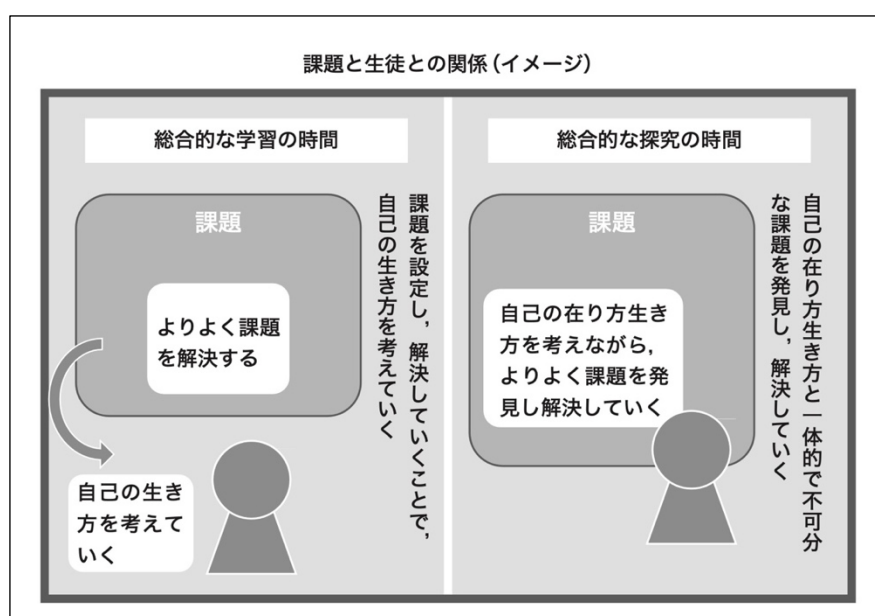 課題と生徒との関係（イメージ）
総合的な学習の時間
課題
よりよく課題
を解決する
自己の生き
方を考えて
いく
課題を設定し，解決していくことで，
自己の生き方を考えていく
総合的な探究の時間
課題
自己の在り方生き
方を考えながら，
よりよく課題を発
見し解決していく
自己の在り方生き方と一体的で不可分
な課題を発見し，解決していく